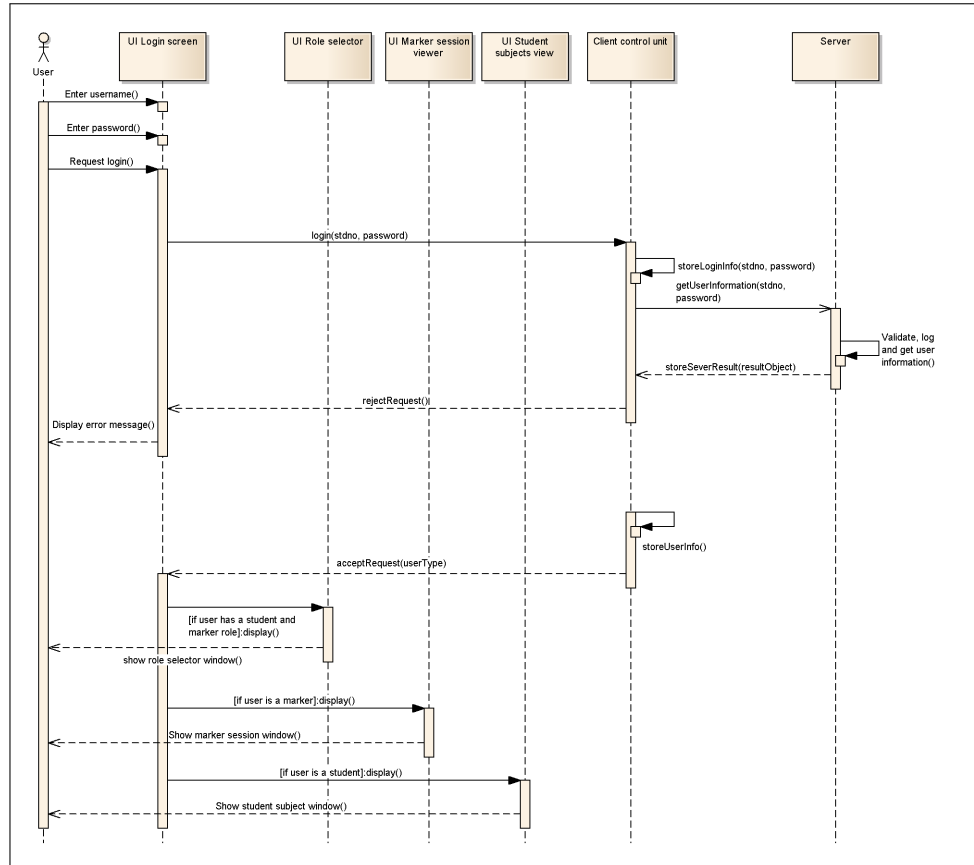 UI Login screen
UI Role selector
UI Marker session
viewer
UI Student
subjects view
Client control unit
Server
User
Enter username()
Enter password()
Request login()
login(stdno, password)
storeLoginInfo(stdno, password)
getUserInformation(stdno,
password)
Validate, log
and get user
information()
storeSeverResult(resultObject)
rejectRequest()
Display error message()
storeUserInfo()
acceptRequest(userType)
[if user has a student and
marker role]:display()
show role selector window()
[if user is a marker]:display()
Show marker session window()
[if user is a student]:display()
Show student subject window()